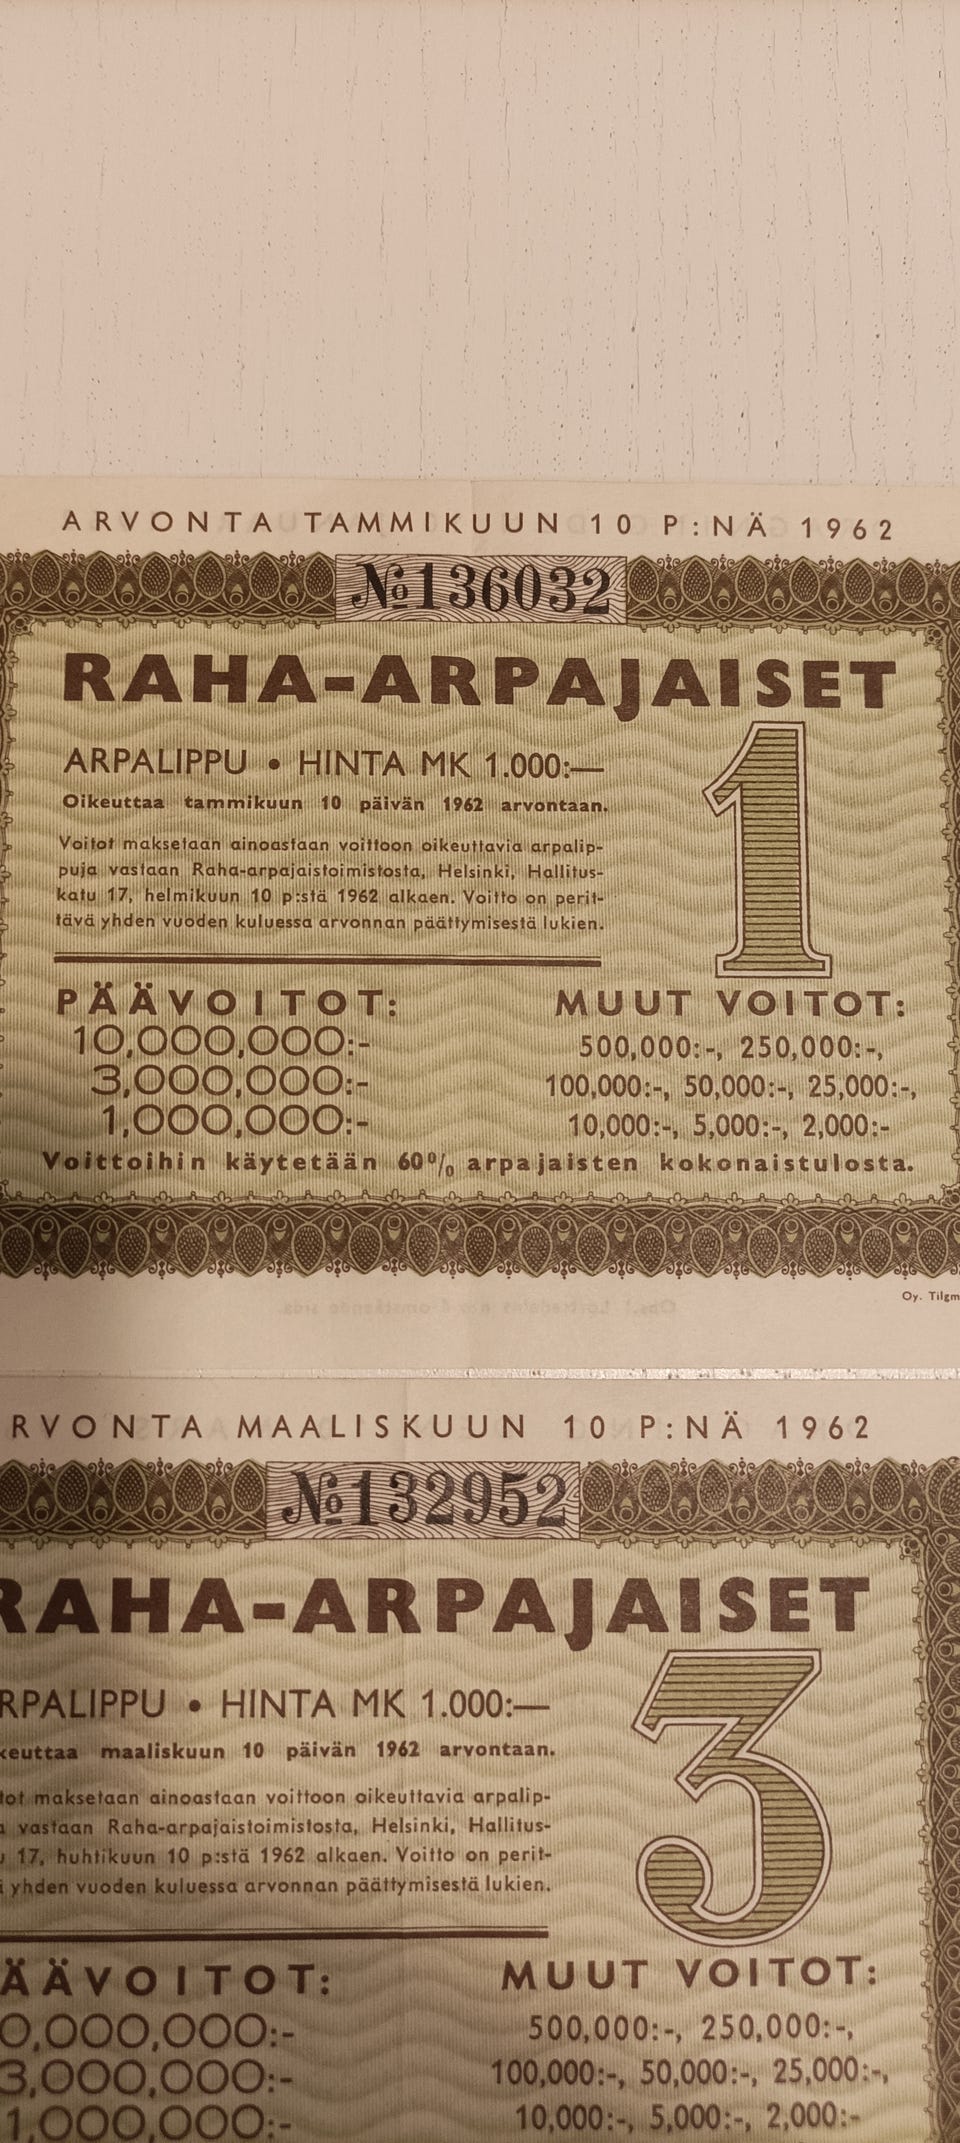 ARVONTA TAMMIKUUN 10 P:NÄ 1962
№136032
RAHA-ARPAJAISET
ARPALIPPU • HINTA MK 1.000:—
Oikeuttaa tammikuun 10 päivän 1962 arvontaan.
1
Voitot maksetaan ainoastaan voittoon oikeuttavia arpalip-
puja vastaan Raha-arpajaistoimistosta, Helsinki, Hallitus-
katu 17, helmikuun 10 p:stä 1962 alkaen. Voitto on perit-
tävä yhden vuoden kuluessa arvonnan päättymisestä lukien.
PÄÄVOITOT:
10,000,000:-
3,000,000:-
1,000,000:-
MUUT VOITOT:
500,000:-, 250,000:-,
100,000:-, 50,000:-, 25,000:-,
10,000:-, 5,000:-, 2,000:-
Voittoihin käytetään 60% arpajaisten kokonaistulosta.
Oy. Tilgm
RVONTA MAALISKUUN 10 P:NÄ 1962
№132952
RAHA-ARPAJAISET
RPALIPPU • HINTA MK 1.000:—
keuttaa maaliskuun 10 päivän 1962 arvontaan.
3
tot maksetaan ainoastaan voittoon oikeuttavia arpalip-
a vastaan Raha-arpajaistoimistosta, Helsinki, Hallitus-
u 17, huhtikuun 10 p:stä 1962 alkaen. Voitto on perit-
ä yhden vuoden kuluessa arvonnan päättymisestä lukien.
ÄÄVOITOT:
0,000,000:-
3,000,000:-
1,000,000:-
MUUT VOITOT:
500,000:-, 250,000:-,
100,000:-, 50,000:-, 25,000:-,
10,000:-, 5,000:-, 2,000:-